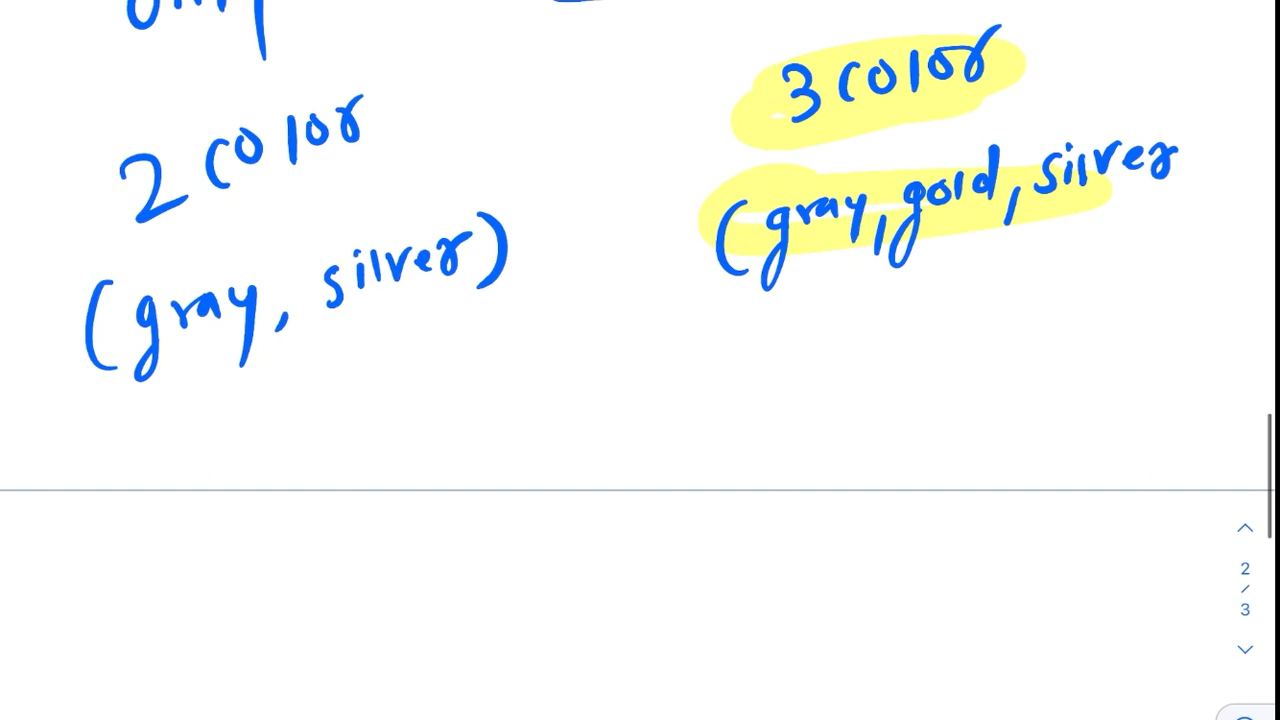 2 color
(gray, silver)
3 color
(gray, gold, silver
2
/
3